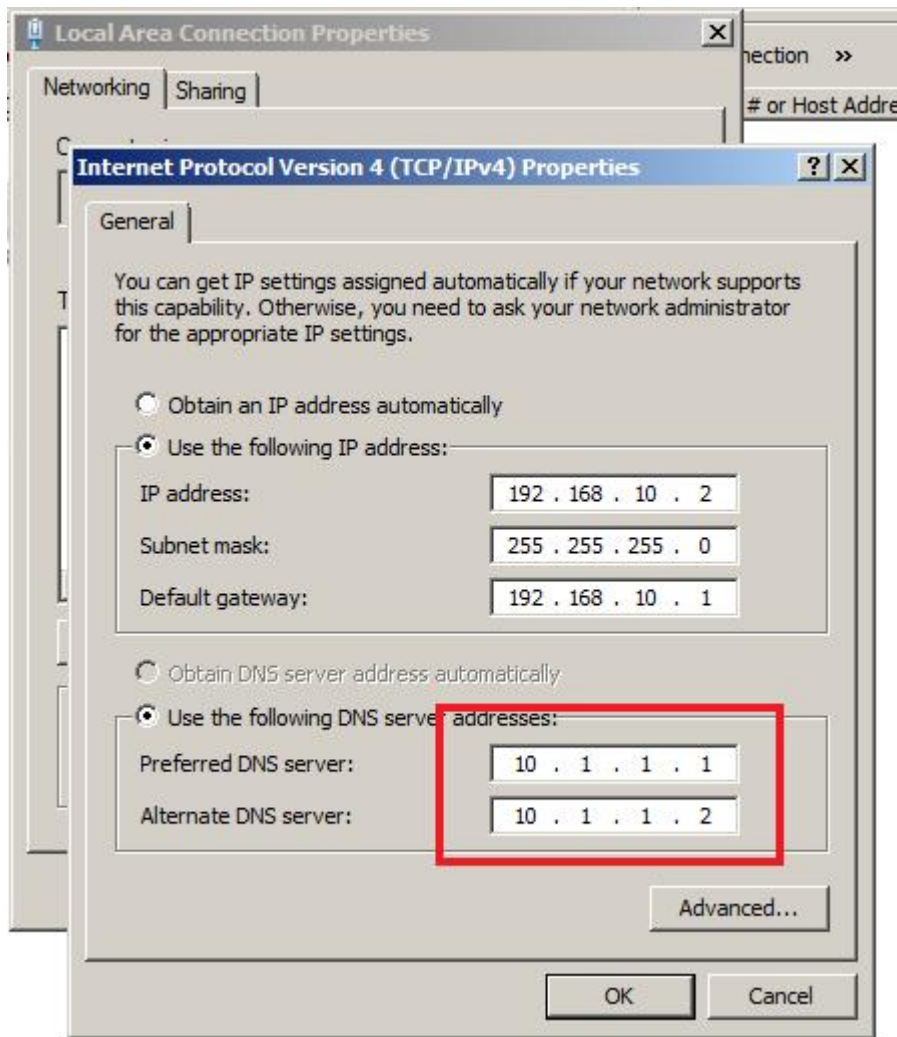 Local Area Connection Properties
nection »
Networking Sharing
# or Host Addre
Internet Protocol Version 4 (TCP/IPv4) Properties
General
You can get IP settings assigned automatically if your network supports
this capability. Otherwise, you need to ask your network administrator
for the appropriate IP settings.
Obtain an IP address automatically
Use the following IP address:
IP address: 192 . 168 . 10 . 2
Subnet mask: 255 . 255 . 255 . 0
Default gateway: 192 . 168 . 10 . 1
Obtain DNS server address automatically
Use the following DNS server addresses:
Preferred DNS server: 10 . 1 . 1 . 1
Alternate DNS server: 10 . 1 . 1 . 2
Advanced...
OK Cancel